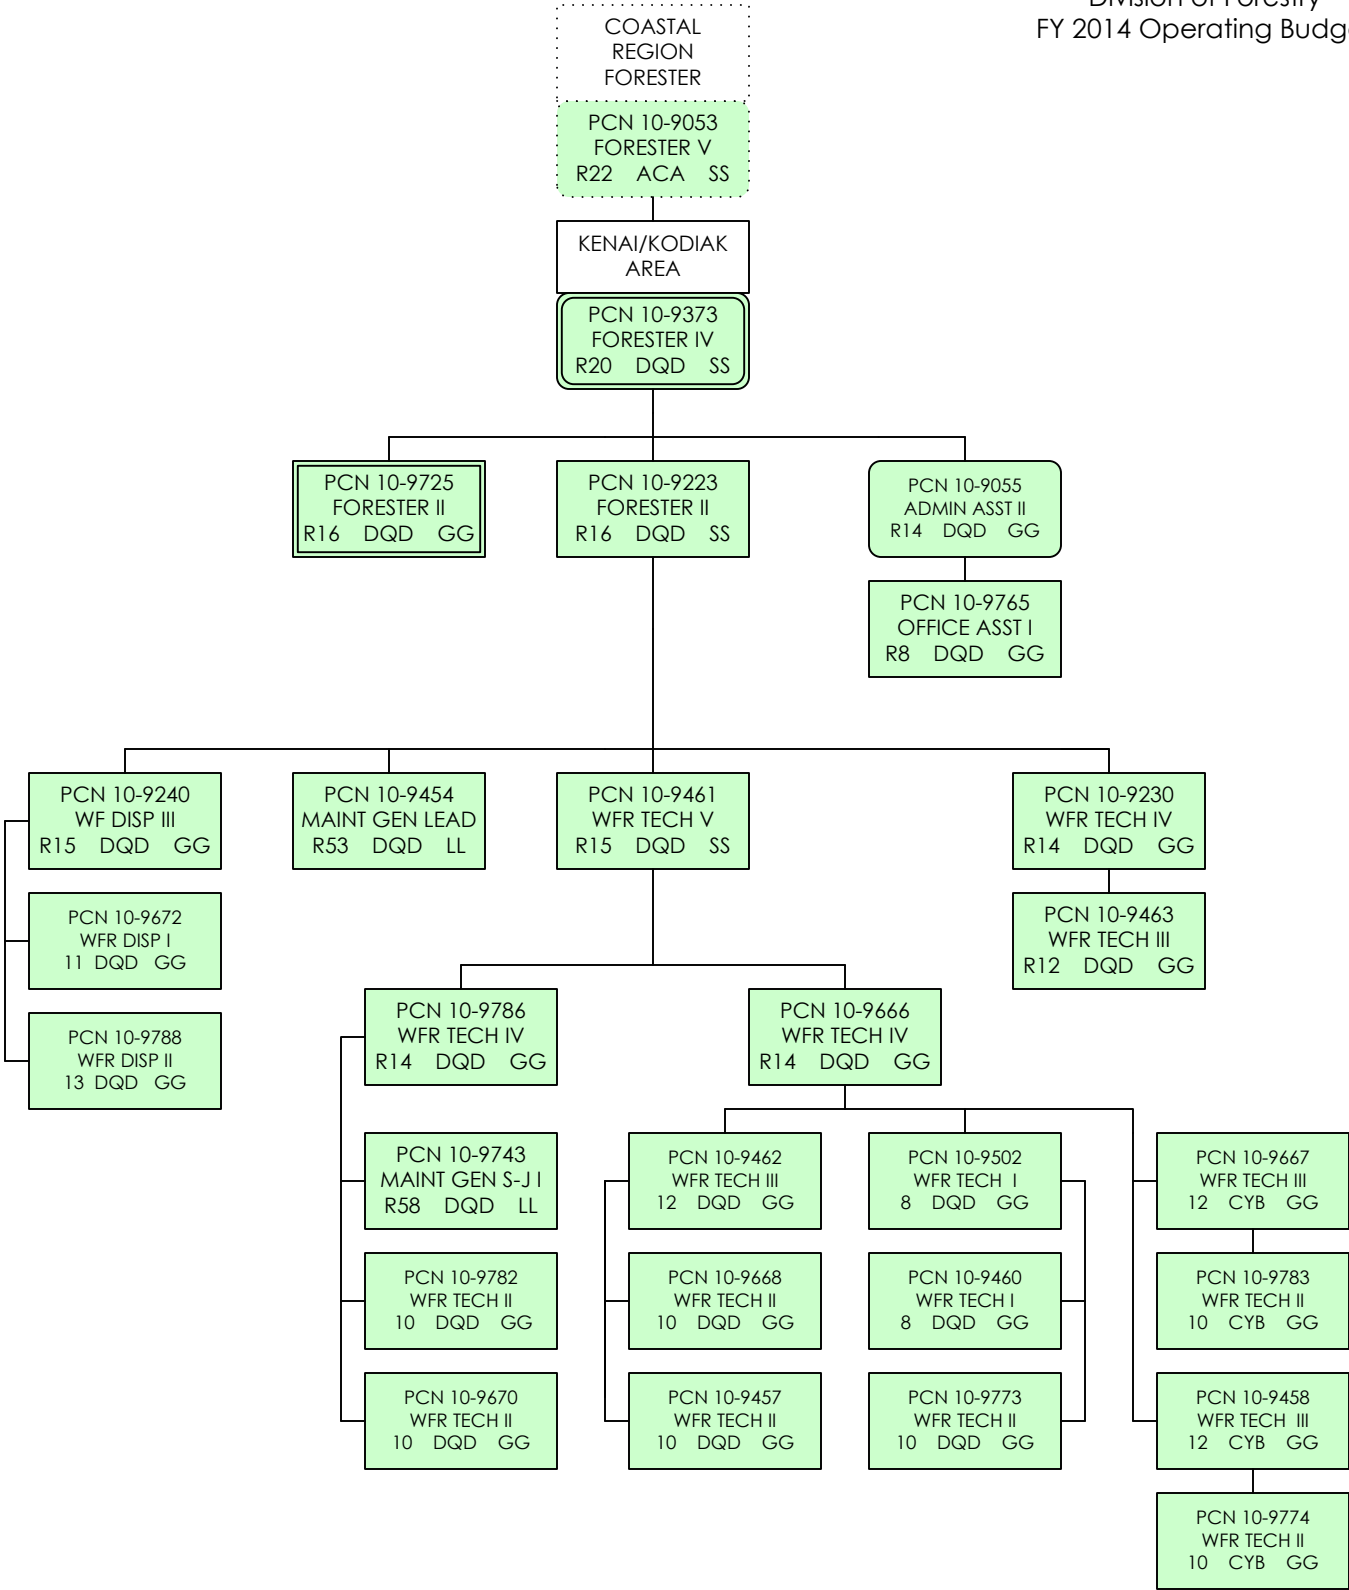 FY 2014 Operating
COASTAL
REGION
FORESTER
PCN 10-9053
FORESTER V
R22 ACA SS
KENAI/KODIAK
AREA
PCN 10-9373
FORESTER IV
R20 DQD SS
PCN 10-9725
FORESTER II
R16 DQD GG
PCN 10-9223
FORESTER II
R16 DQD SS
PCN 10-9055
ADMIN ASST II
R14 DQD GG
PCN 10-9765
OFFICE ASST I
R8 DQD GG
PCN 10-9240
WF DISP III
R15 DQD GG
PCN 10-9454
MAINT GEN LEAD
R53 DQD LL
PCN 10-9461
WFR TECH V
R15 DQD SS
PCN 10-9230
WFR TECH IV
R14 DQD GG
PCN 10-9672
WFR DISP I
11 DQD GG
PCN 10-9463
WFR TECH III
R12 DQD GG
PCN 10-9788
WFR DISP II
13 DQD GG
PCN 10-9786
WFR TECH IV
R14 DQD GG
PCN 10-9666
WFR TECH IV
R14 DQD GG
PCN 10-9743
MAINT GEN S-J I
R58 DQD LL
PCN 10-9462
WFR TECH III
12 DQD GG
PCN 10-9502
WFR TECH I
8 DQD GG
PCN 10-9667
WFR TECH III
12 CYB GG
PCN 10-9782
WFR TECH II
10 DQD GG
PCN 10-9668
WFR TECH II
10 DQD GG
PCN 10-9460
WFR TECH I
8 DQD GG
PCN 10-9783
WFR TECH II
10 CYB GG
PCN 10-9670
WFR TECH II
10 DQD GG
PCN 10-9457
WFR TECH II
10 DQD GG
PCN 10-9773
WFR TECH II
10 DQD GG
PCN 10-9458
WFR TECH III
12 CYB GG
PCN 10-9774
WFR TECH II
10 CYB GG